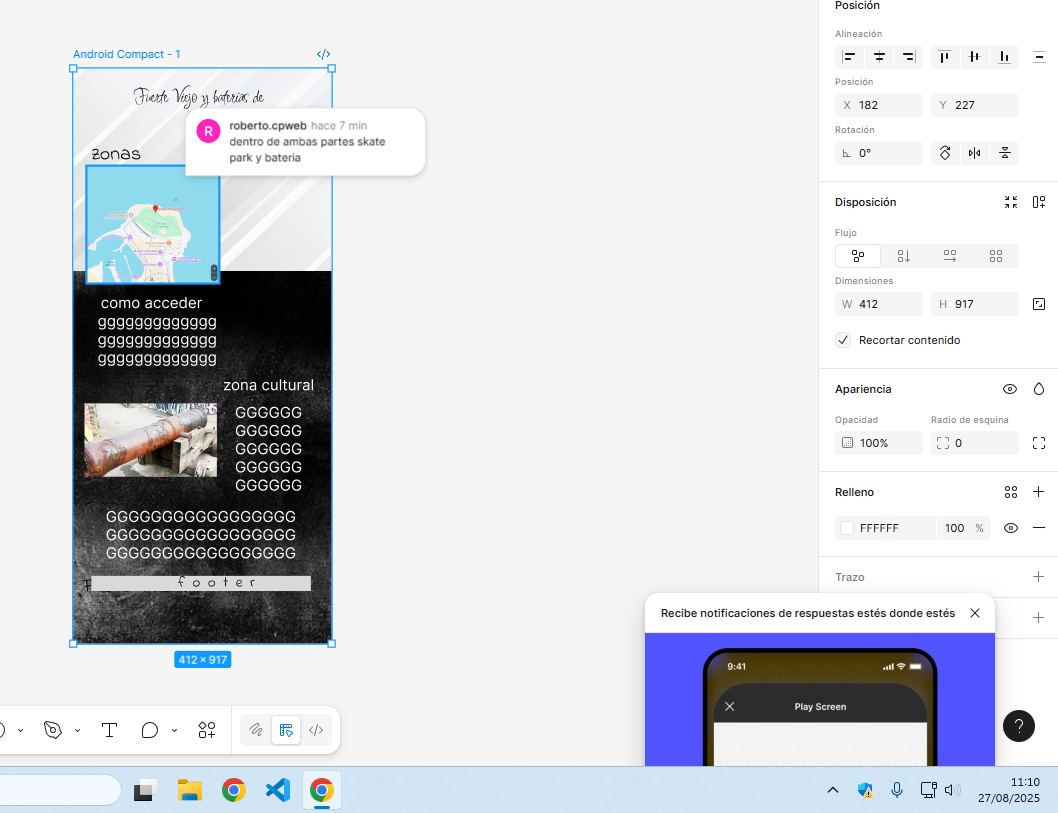 Posición
Alineación
Posición
X 182
Y 227
Rotación
0°
Disposición
Flujo
Dimensiones
W 412
H 917
Recortar contenido
Apariencia
Opacidad
Radio de esquina
100%
0
Relleno
FFFFFF
100 %
Trazo
Android Compact - 1
Fuerte Viejo y baterias de
R
roberto.cpweb hace 7 min
dentro de ambas partes skate
park y bateria
zonas
como acceder
ggggggggggggg
ggggggggggggg
ggggggggggggg
zona cultural
GGGGGG
GGGGGG
GGGGGG
GGGGGG
GGGGGG
GGGGGGGGGGGGGGGGG
GGGGGGGGGGGGGGGGG
GGGGGGGGGGGGGGGGG
footer
412 × 917
Recibe notificaciones de respuestas estés donde estés
9:41
Play Screen
?
11:10
27/08/2025